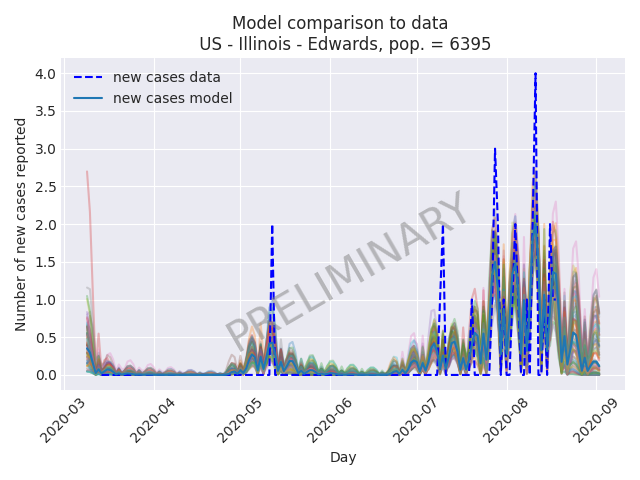 Model comparison to data
US - Illinois - Edwards, pop. = 6395
new cases data
new cases model
Number of new cases reported
4.0
3.5
3.0
2.5
2.0
1.5
1.0
0.5
0.0
PRELIMINARY
2020-03
2020-04
2020-05
2020-06
2020-07
2020-08
2020-09
Day